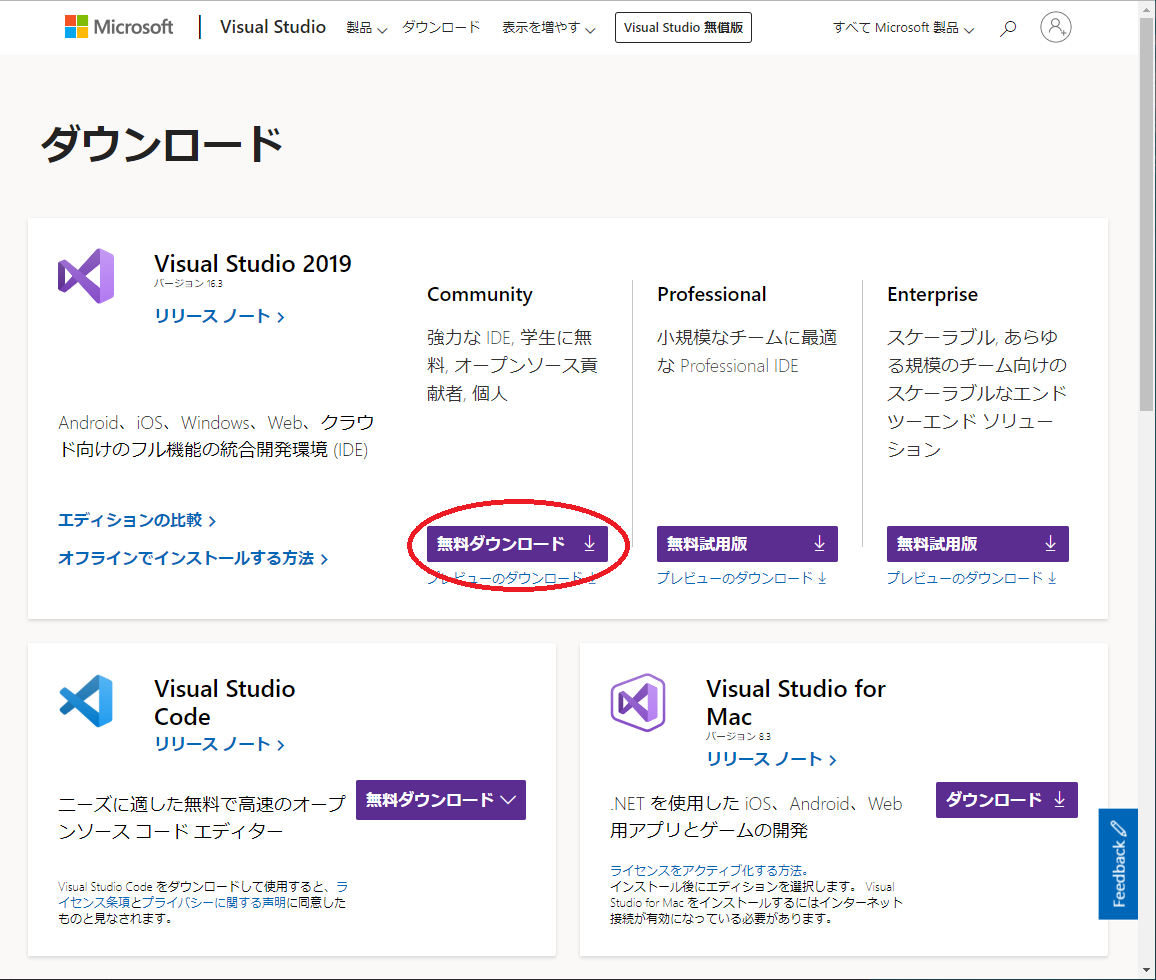 Microsoft
Visual Studio
製品
ダウンロード
表示を増やす
Visual Studio 無償版
すべて Microsoft 製品
ダウンロード
Visual Studio 2019
バージョン 16.3
リリース ノート
Android、iOS、Windows、Web、クラウ
ド向けのフル機能の統合開発環境 (IDE)
エディションの比較
オフラインでインストールする方法
Community
強力な IDE, 学生に無
料, オープンソース貢
献者, 個人
無料ダウンロード
プレビューのダウンロード
Professional
小規模なチームに最適
な Professional IDE
無料試用版
プレビューのダウンロード
Enterprise
スケーラブル, あらゆ
る規模のチーム向けの
スケーラブルなエンド
ツーエンド ソリュー
ション
無料試用版
プレビューのダウンロード
Visual Studio
Code
リリース ノート
ニーズに適した無料で高速のオープ
ンソース コード エディター
無料ダウンロード
Visual Studio Code をダウンロードして使用すると、ラ
イセンス条項とプライバシーに関する声明に同意した
ものと見なされます。
Visual Studio for
Mac
バージョン 8.3
リリース ノート
.NET を使用した iOS、Android、Web
用アプリとゲームの開発
ダウンロード
ライセンスをアクティブ化する方法。
インストール後にエディションを選択します。 Visual
Studio for Mac をインストールするにはインターネット
接続が有効になっている必要があります。
Feedback